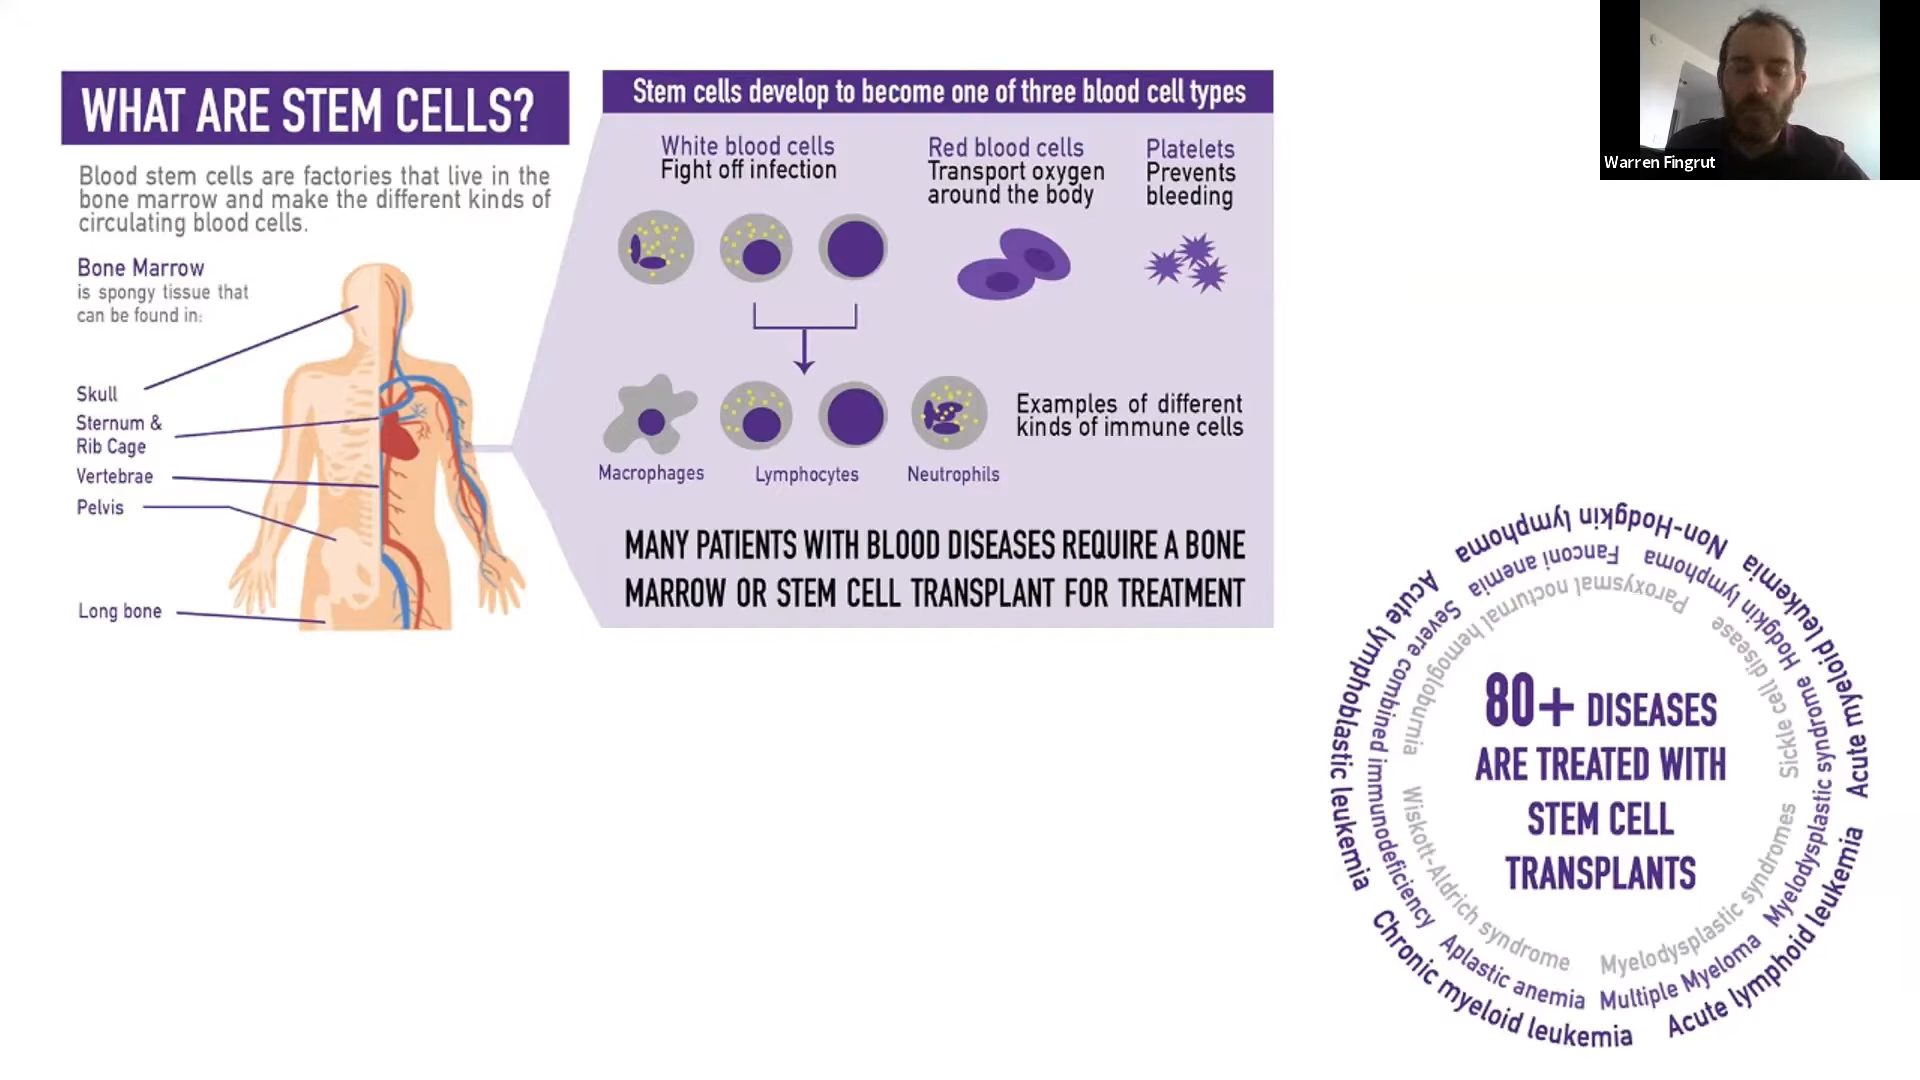 WHAT ARE STEM CELLS?
Blood stem cells are factories that live in the
bone marrow and make the different kinds of
circulating blood cells.
Bone Marrow
is spongy tissue that
can be found in:
Skull
Sternum &
Rib Cage
Vertebrae
Pelvis
Long bone
Stem cells develop to become one of three blood cell types
White blood cells
Fight off infection
Red blood cells
Transport oxygen
around the body
Platelets
Prevents
bleeding
Macrophages
Lymphocytes
Neutrophils
Examples of different
kinds of immune cells
MANY PATIENTS WITH BLOOD DISEASES REQUIRE A BONE
MARROW OR STEM CELL TRANSPLANT FOR TREATMENT
Warren Fingrut
80+ DISEASES
ARE TREATED WITH
STEM CELL
TRANSPLANTS
Non-Hodgkin lymphoma
Acute myeloid leukemia
Acute lymphoid leukemia
Chronic myeloid leukemia
Acute lymphoblastic leukemia
Fanconi anemia
Hodgkin lymphoma
Myelodysplastic syndrome
Multiple Myeloma
Aplastic anemia
Severe combined immunodeficiency
Paroxysmal nocturnal hemogloburnia
Sickle cell disease
Myelodysplastic syndromes
Wiskott-Aldrich syndrome